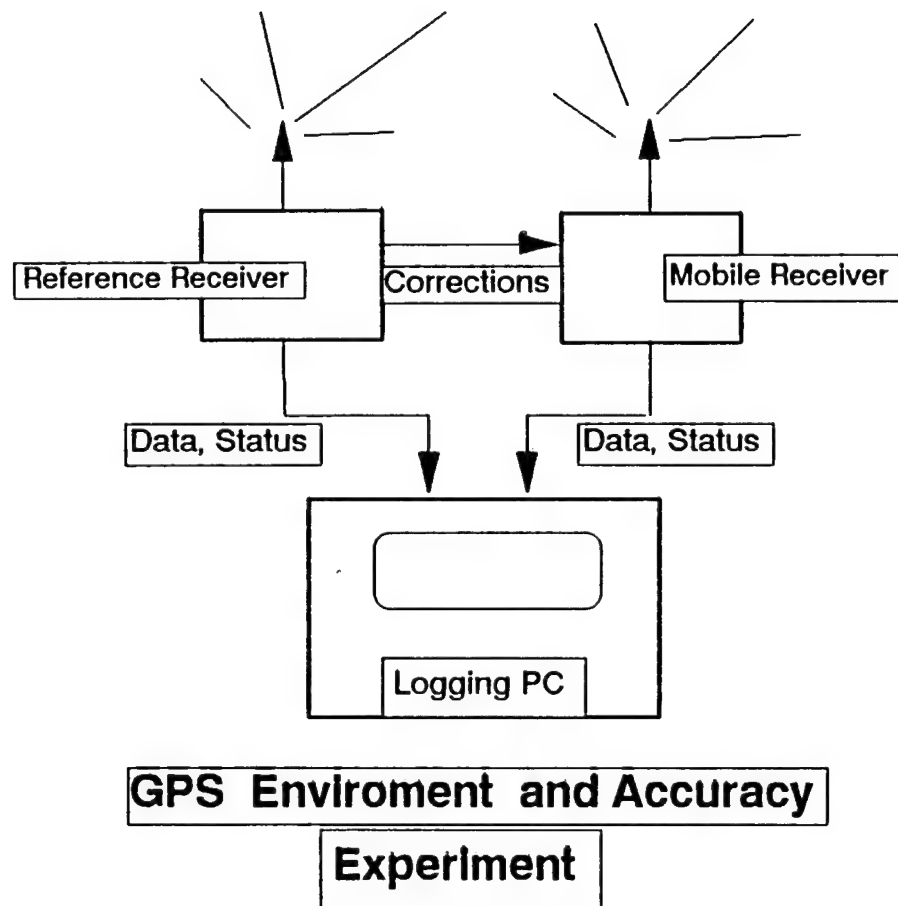 Reference Receiver
Corrections
Mobile Receiver
Data, Status
Data, Status
Logging PC
GPS Enviroment and Accuracy
Experiment